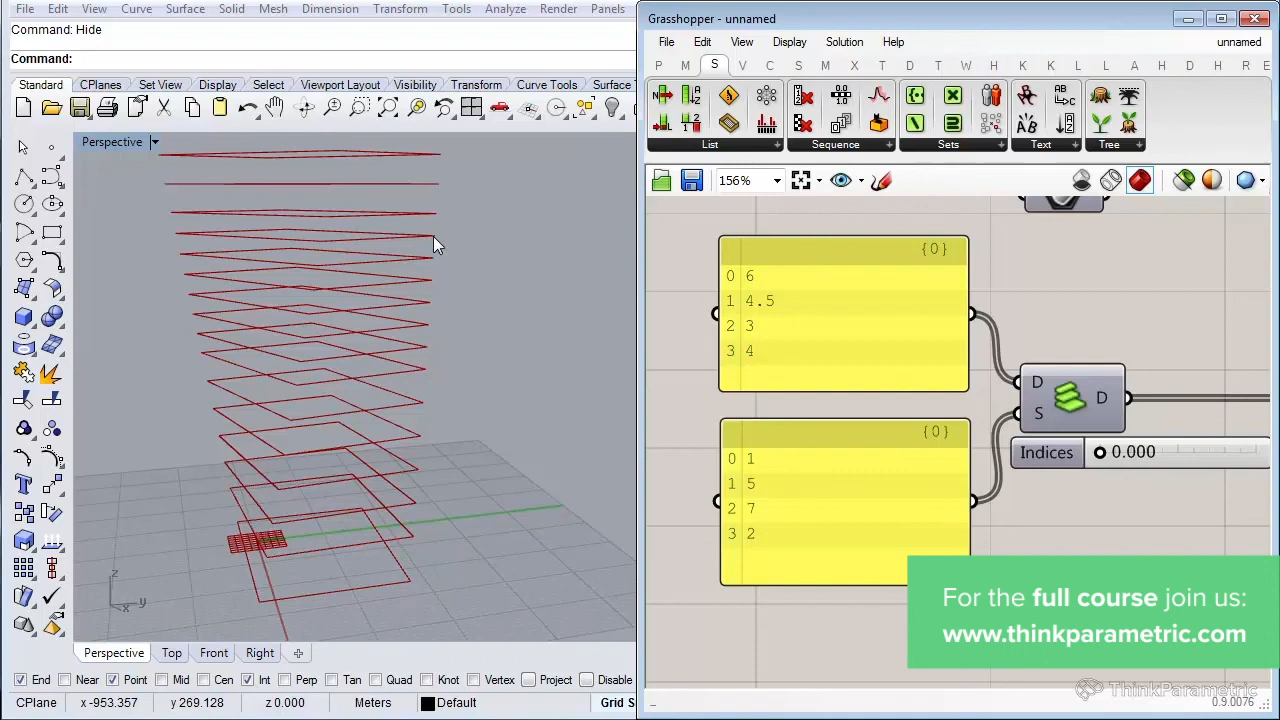 File Edit View Curve Surface Solid Mesh Dimension Transform Tools Analyze Render Panels
Command: Hide
Command:
Standard CPlanes Set View Display Select Viewport Layout Visibility Transform Curve Tools Surface T
Perspective
z
y
x
Perspective Top Front Right
End Near Point Mid Cen Int Perp Tan Quad Knot Vertex Project Disable
CPlane x -953.357 y 269.128 z 0.000 Meters Default Grid S
Grasshopper - unnamed
File Edit View Display Solution Help unnamed
P M S V C S M X T D W H K K L A H R E
List Sequence Sets Text Tree
156%
{0}
0 6
1 4.5
2 3
3 4
{0}
0 1
1 5
2 7
3 2
D
S
D
Indices 0.000
For the full course join us:
www.thinkparametric.com
ThinkParametric
0.9.0076